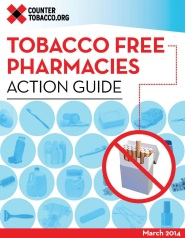 COUNTER
TOBACCO.ORG
TOBACCO FREE
PHARMACIES
ACTION GUIDE
March 2014